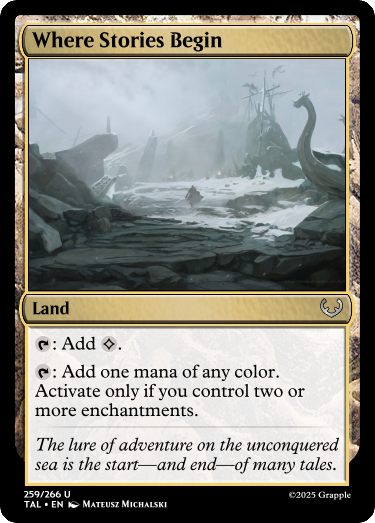 Where Stories Begin
Land
: Add .
: Add one mana of any color.
Activate only if you control two or
more enchantments.
The lure of adventure on the unconquered
sea is the start—and end—of many tales.
259/266 U
TAL • EN Mateusz Michalski
©2025 Grapple